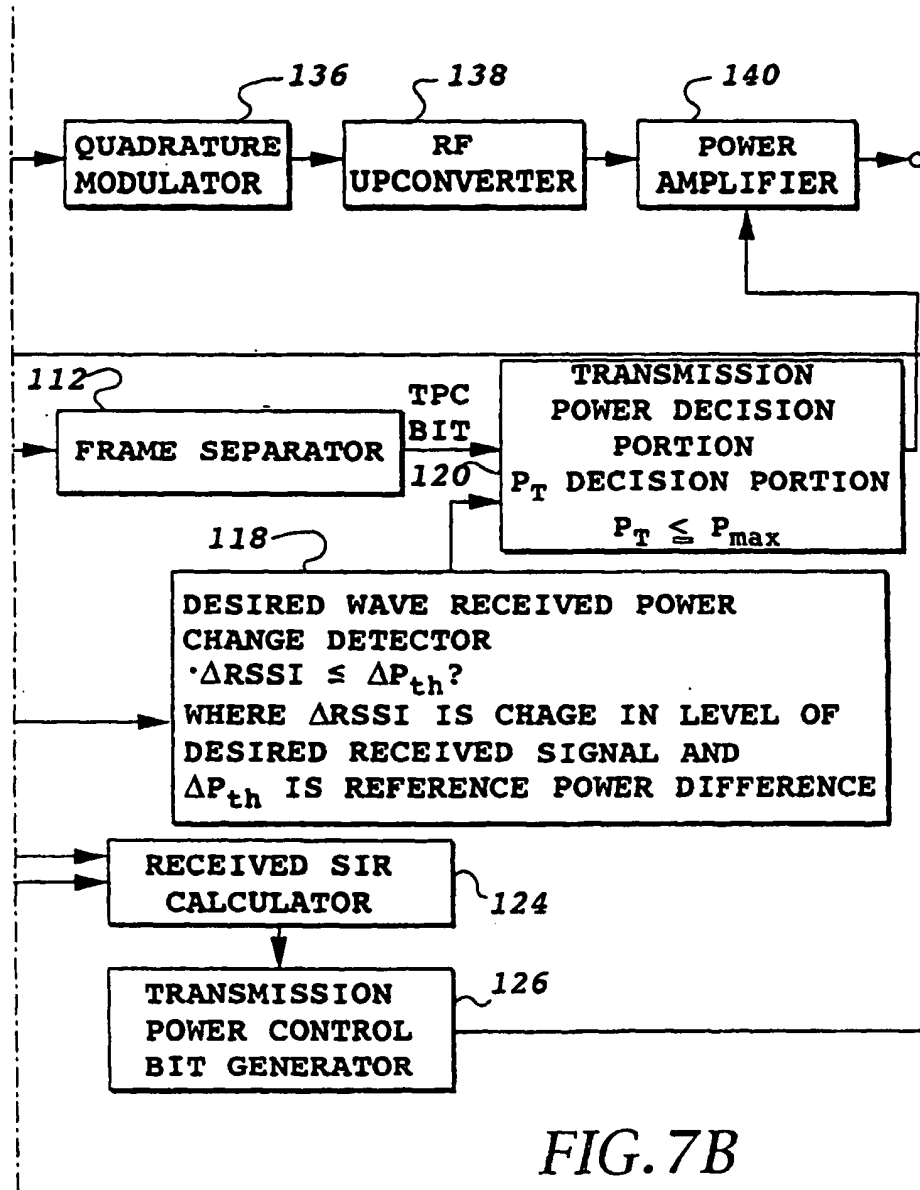 136
138
140
QUADRATURE
MODULATOR
RF
UPCONVERTER
POWER
AMPLIFIER
112
FRAME SEPARATOR
TPC
BIT
120
TRANSMISSION
POWER DECISION
PORTION
P_T DECISION PORTION
P_T ≦ P_max
118
DESIRED WAVE RECEIVED POWER
CHANGE DETECTOR
·ΔRSSI ≦ ΔP_th?
WHERE ΔRSSI IS CHAGE IN LEVEL OF
DESIRED RECEIVED SIGNAL AND
ΔP_th IS REFERENCE POWER DIFFERENCE
RECEIVED SIR
CALCULATOR
124
TRANSMISSION
POWER CONTROL
BIT GENERATOR
126
FIG.7B